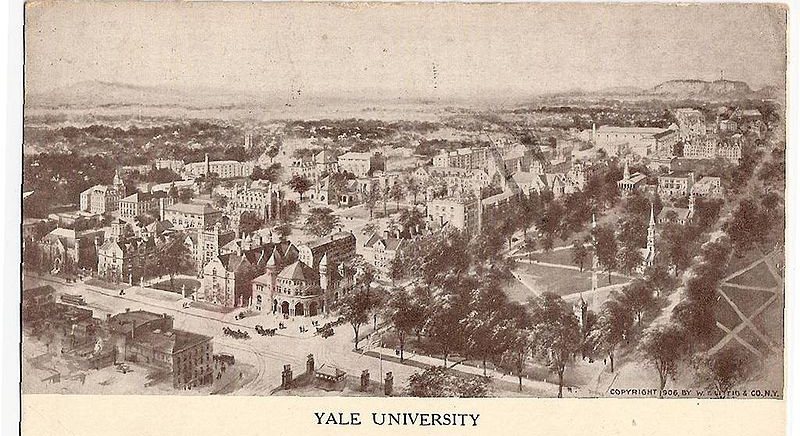 COPYRIGHT 1906 BY W. & CO. N.Y.
YALE UNIVERSITY